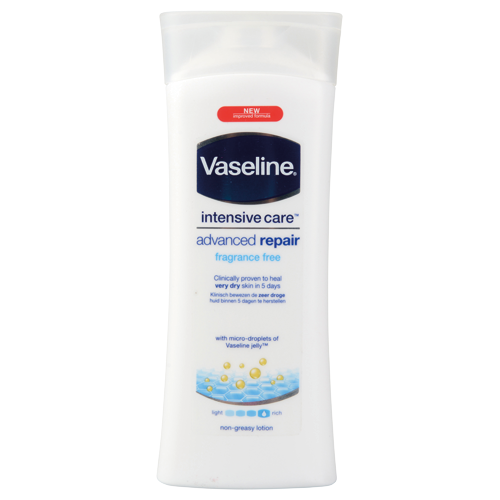 NEW
improved formula
Vaseline®
intensive care™
advanced repair
fragrance free
Clinically proven to heal
very dry skin in 5 days
Klinisch bewezen de zeer droge
huid binnen 5 dagen te herstellen
with micro-droplets of
Vaseline jelly™
light rich
non-greasy lotion